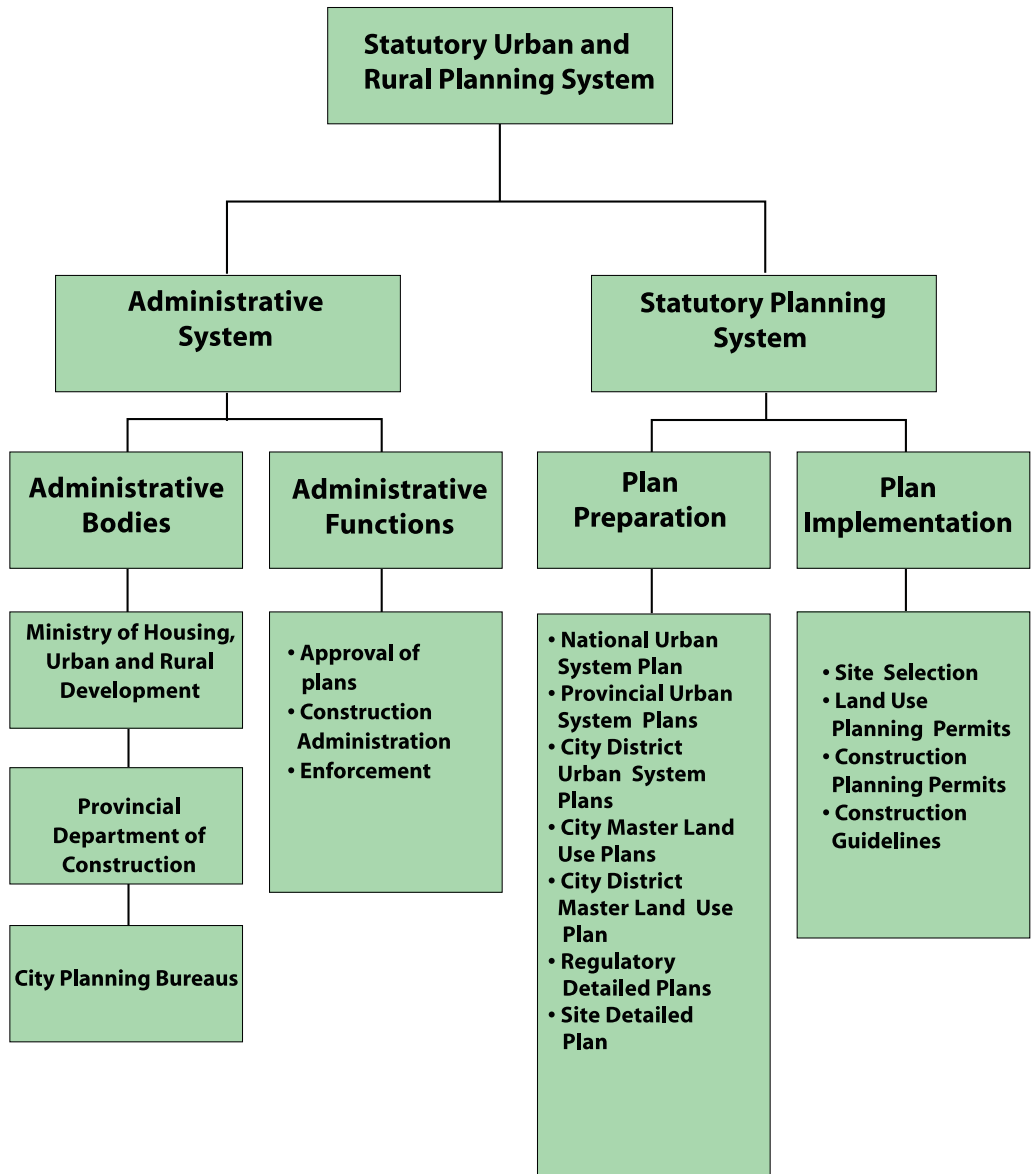 Statutory Urban and
Rural Planning System
Administrative
System
Statutory Planning
System
Administrative
Bodies
Administrative
Functions
Plan
Preparation
Plan
Implementation
Ministry of Housing,
Urban and Rural
Development
Provincial
Department of
Construction
City Planning Bureaus
• Approval of
plans
• Construction
Administration
• Enforcement
• National Urban
System Plan
• Provincial Urban
System Plans
• City District
Urban System
Plans
• City Master Land
Use Plans
• City District
Master Land Use
Plan
• Regulatory
Detailed Plans
• Site Detailed
Plan
• Site Selection
• Land Use
Planning Permits
• Construction
Planning Permits
• Construction
Guidelines